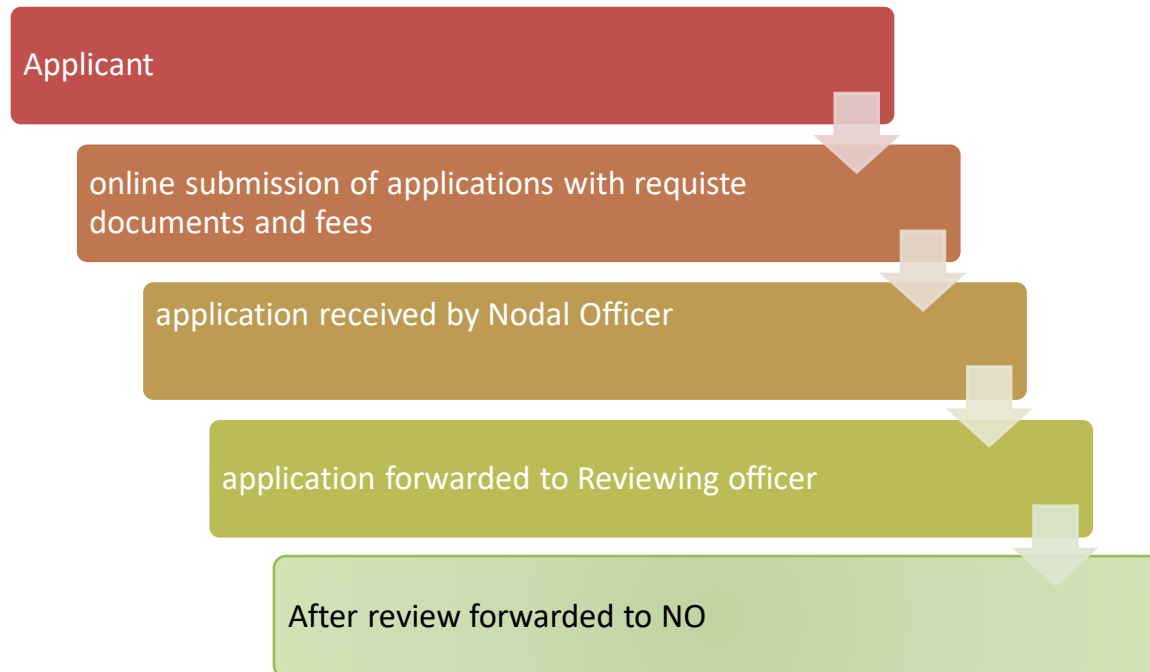 Applicant
online submission of applications with requiste
documents and fees
application received by Nodal Officer
application forwarded to Reviewing officer
After review forwarded to NO